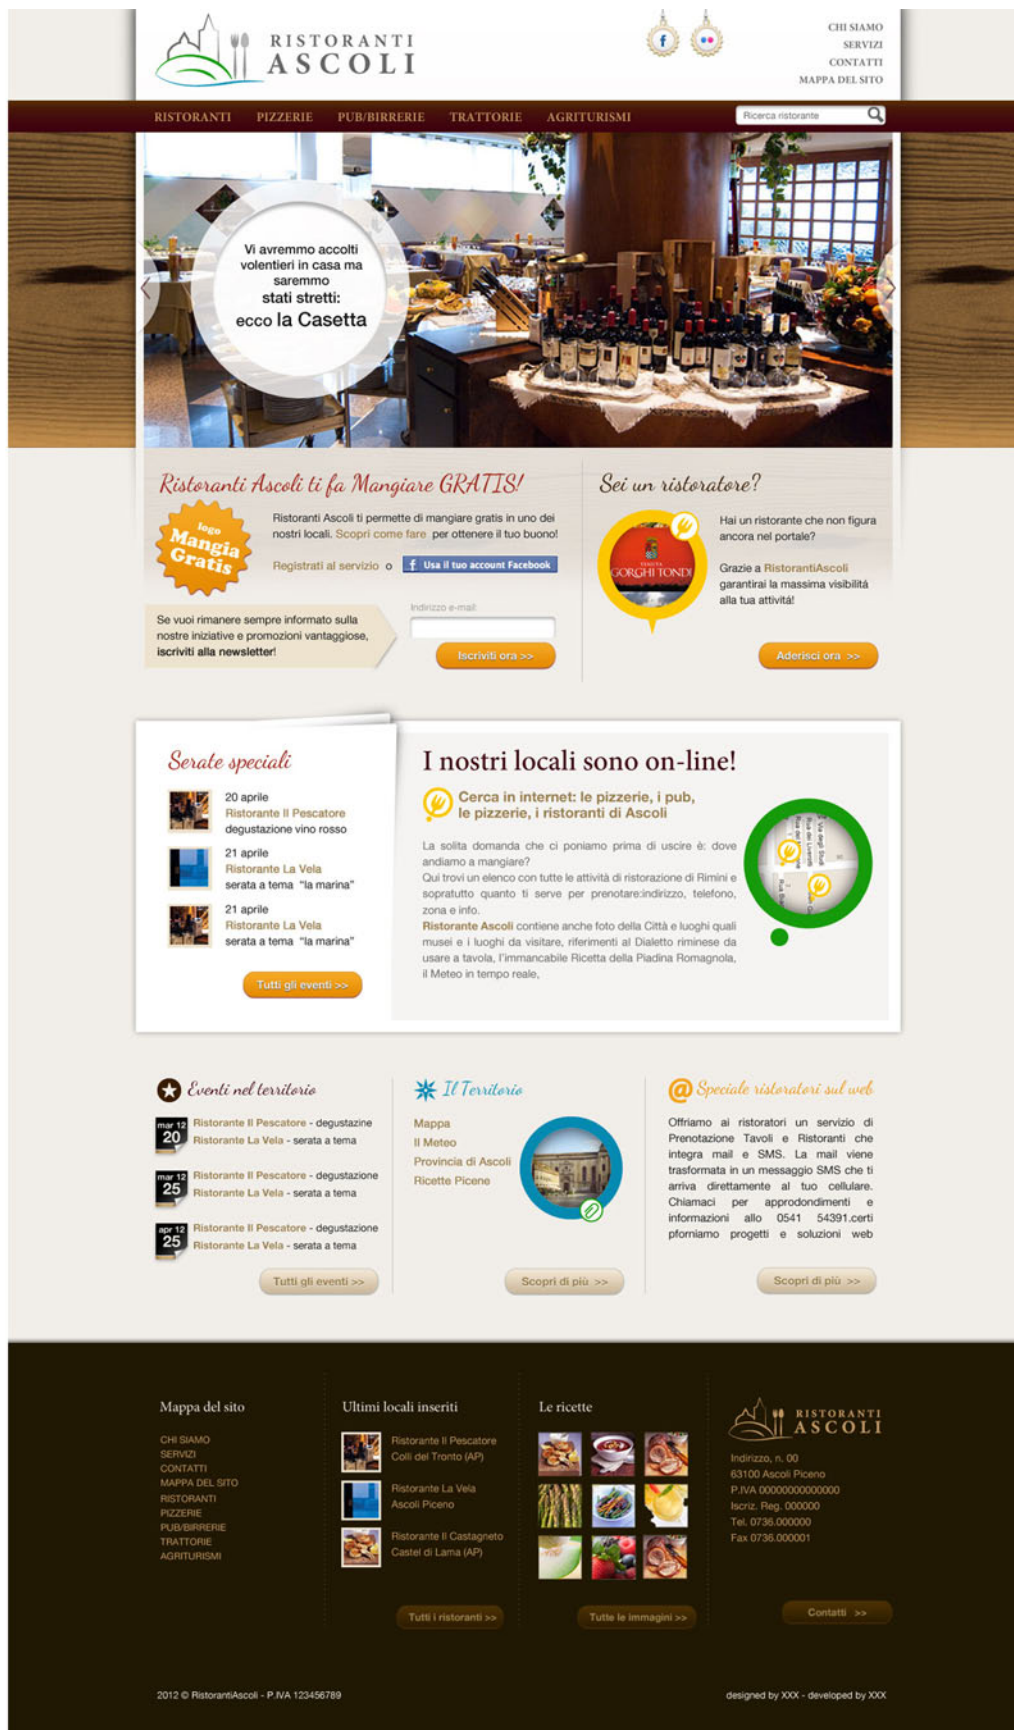 RISTORANTI
ASCOLI
CHI SIAMO
SERVIZI
CONTATTI
MAPPA DEL SITO
RISTORANTI PIZZERIE PUB/BIRRERIE TRATTORIE AGRITURISMI
Ricerca ristorante
Vi avremmo accolti
volentieri in casa ma
saremmo
stati stretti:
ecco la Casetta
Ristoranti Ascoli ti fa Mangiare GRATIS!
logo
Mangia
Gratis
Ristoranti Ascoli ti permette di mangiare gratis in uno dei
nostri locali. Scopri come fare per ottenere il tuo buono!
Registrati al servizio o
f Usa il tuo account Facebook
Se vuoi rimanere sempre informato sulla
nostre iniziative e promozioni vantaggiose,
iscriviti alla newsletter!
Indirizzo e-mail:
Iscriviti ora >>
Sei un ristoratore?
TENUTA
GORGHI TONDI
Hai un ristorante che non figura
ancora nel portale?
Grazie a RistorantiAscoli
garantirai la massima visibilitá
alla tua attivitá!
Aderisci ora >>
Serate speciali
20 aprile
Ristorante Il Pescatore
degustazione vino rosso
21 aprile
Ristorante La Vela
serata a tema "la marina"
21 aprile
Ristorante La Vela
serata a tema "la marina"
Tutti gli eventi >>
I nostri locali sono on-line!
Cerca in internet: le pizzerie, i pub,
le pizzerie, i ristoranti di Ascoli
La solita domanda che ci poniamo prima di uscire è: dove
andiamo a mangiare?
Qui trovi un elenco con tutte le attività di ristorazione di Rimini e
sopratutto quanto ti serve per prenotare:indirizzo, telefono,
zona e info.
Ristorante Ascoli contiene anche foto della Città e luoghi quali
musei e i luoghi da visitare, riferimenti al Dialetto riminese da
usare a tavola, l'immancabile Ricetta della Piadina Romagnola,
il Meteo in tempo reale,
Via degli Studi
Eventi nel territorio
mar 12
20
Ristorante Il Pescatore - degustazine
Ristorante La Vela - serata a tema
mar 12
25
Ristorante Il Pescatore - degustazione
Ristorante La Vela - serata a tema
apr 12
25
Ristorante Il Pescatore - degustazione
Ristorante La Vela - serata a tema
Tutti gli eventi >>
Il Territorio
Mappa
Il Meteo
Provincia di Ascoli
Ricette Picene
Scopri di più >>
@ Speciale ristoratori sul web
Offriamo ai ristoratori un servizio di
Prenotazione Tavoli e Ristoranti che
integra mail e SMS. La mail viene
trasformata in un messaggio SMS che ti
arriva direttamente al tuo cellulare.
Chiamaci per approdondimenti e
informazioni allo 0541 54391.certi
pforniamo progetti e soluzioni web
Scopri di più >>
Mappa del sito
CHI SIAMO
SERVIZI
CONTATTI
MAPPA DEL SITO
RISTORANTI
PIZZERIE
PUB/BIRRERIE
TRATTORIE
AGRITURISMI
Ultimi locali inseriti
Ristorante Il Pescatore
Colli del Tronto (AP)
Ristorante La Vela
Ascoli Piceno
Ristorante Il Castagneto
Castel di Lama (AP)
Tutti i ristoranti >>
Le ricette
Tutte le immagini >>
RISTORANTI
ASCOLI
Indirizzo, n. 00
63100 Ascoli Piceno
P.IVA 00000000000000
Iscriz. Reg. 000000
Tel. 0736.000000
Fax 0736.000001
Contatti >>
2012 © RistorantiAscoli - P.IVA 123456789
designed by XXX - developed by XXX